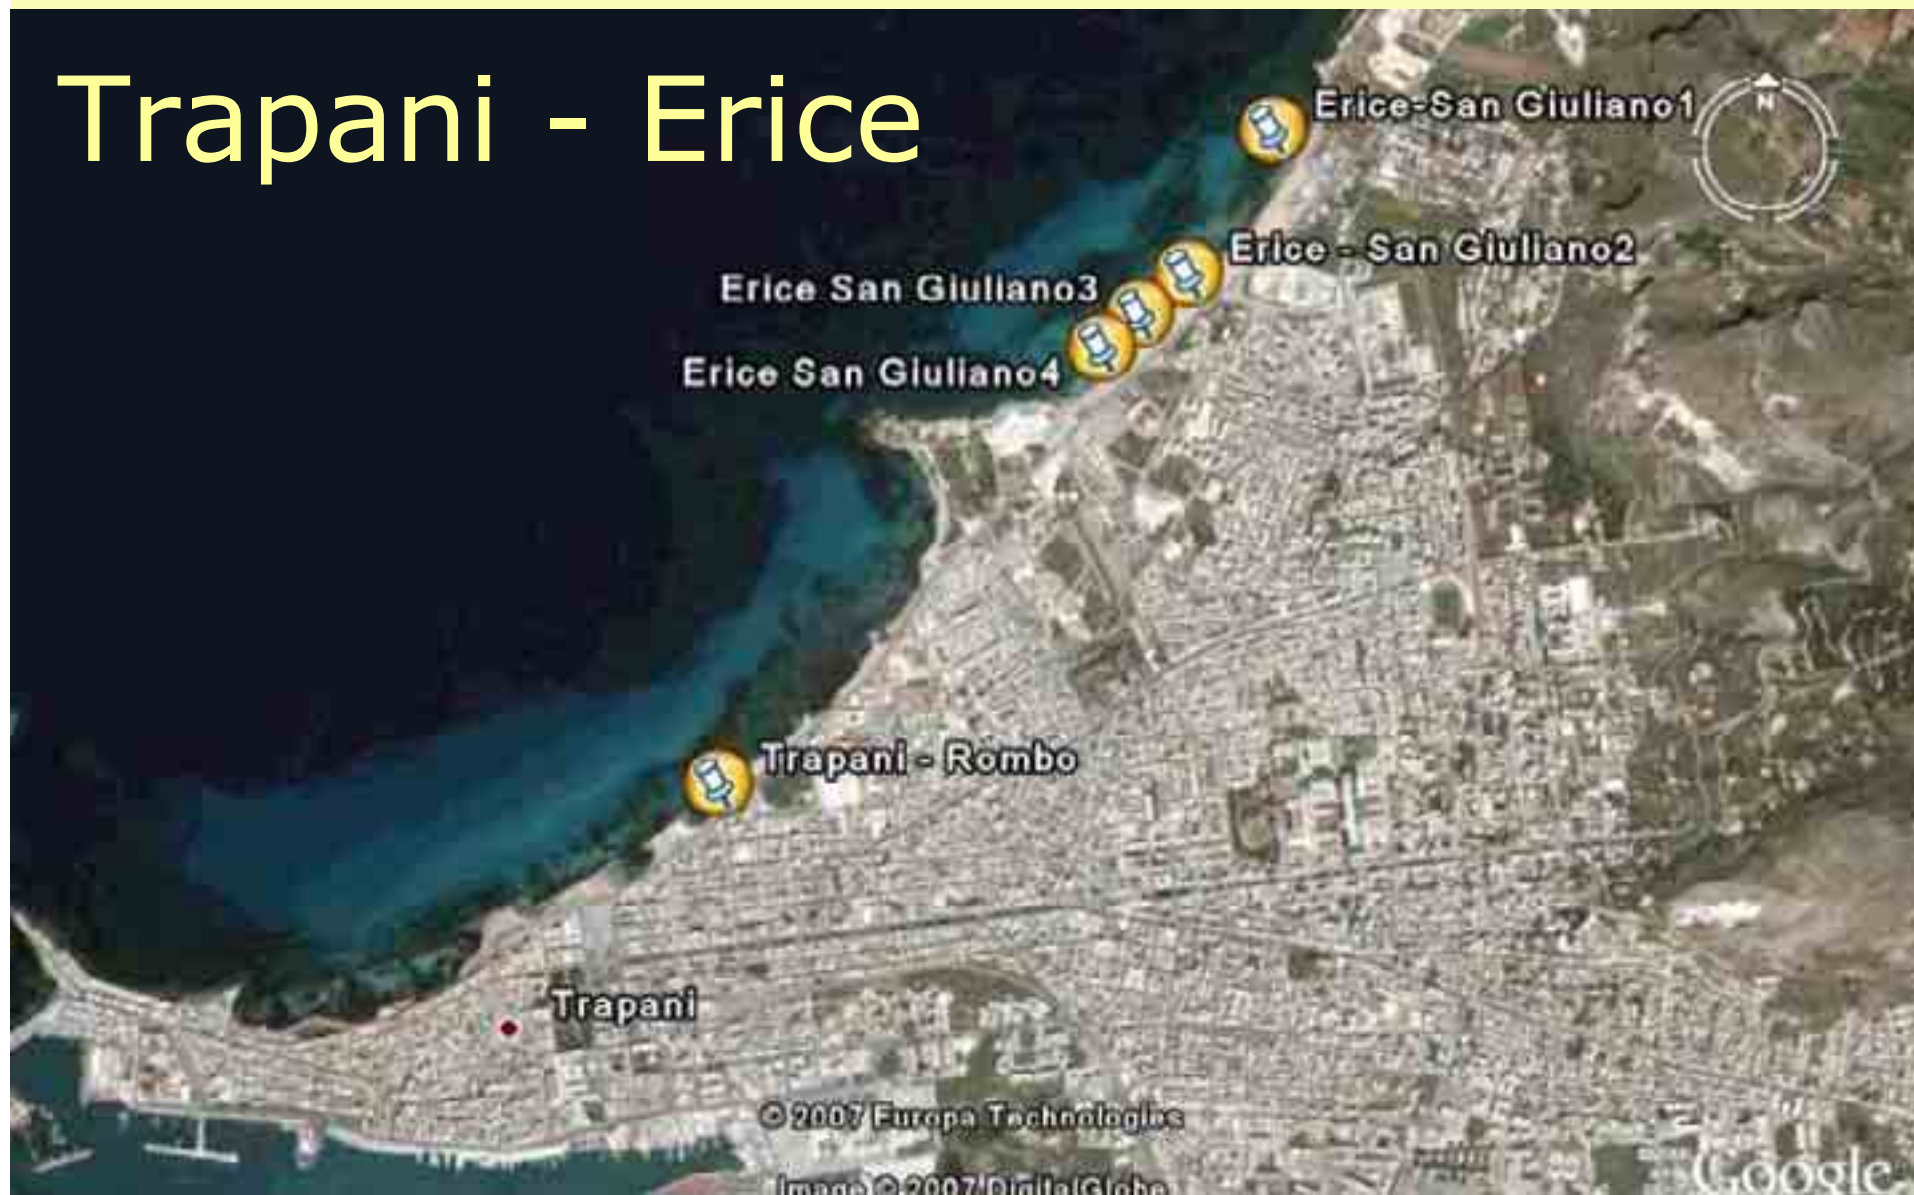 Trapani - Erice
Erice-San Giuliano1
N
Erice - San Giuliano2
Erice San Giuliano3
Erice San Giuliano4
Trapani - Rombo
Trapani
© 2007 Europa Technologies
Image © 2007 DigitalGlobe
Google